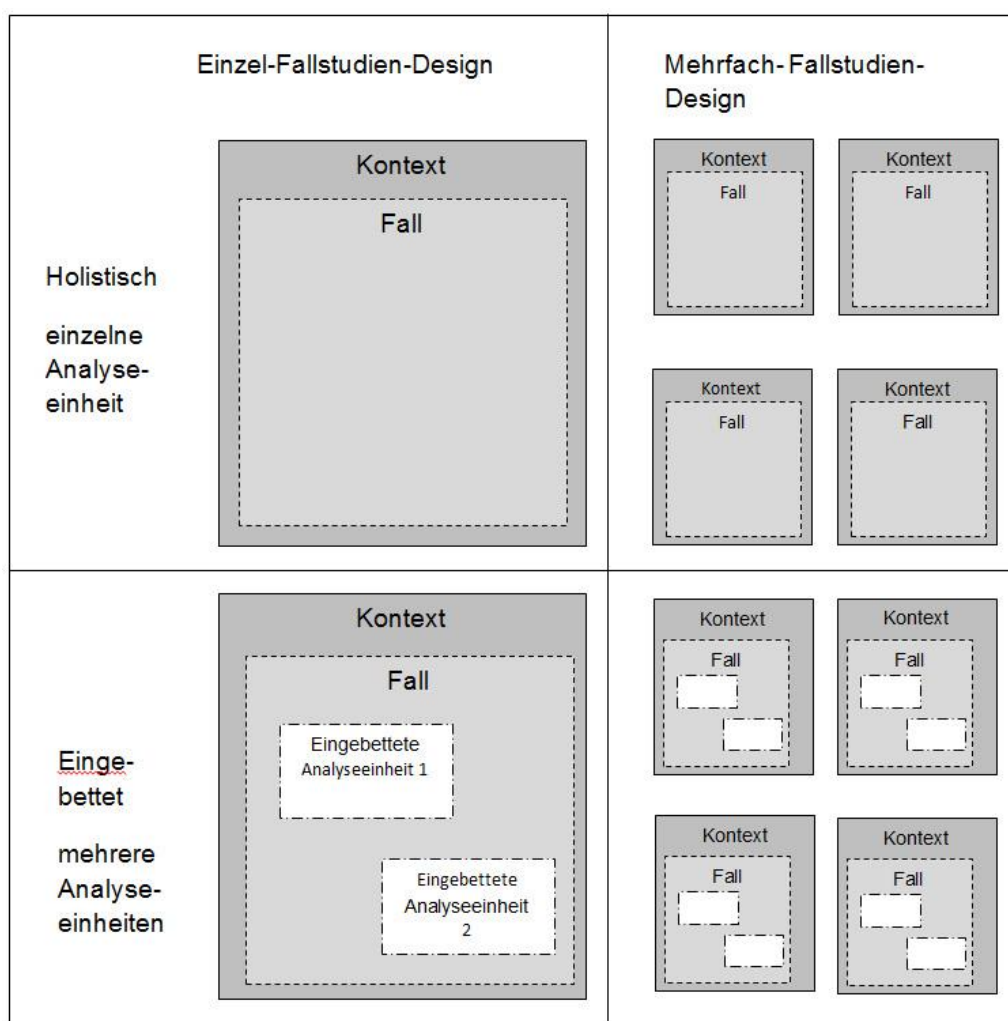 Einzel-Fallstudien-Design
Mehrfach- Fallstudien-
Design
Holistisch
einzelne
Analyse-
einheit
Kontext
Fall
Kontext
Fall
Kontext
Fall
Kontext
Fall
Kontext
Fall
Einge-
bettet
mehrere
Analyse-
einheiten
Kontext
Fall
Eingebettete
Analyseeinheit 1
Eingebettete
Analyseeinheit
2
Kontext
Fall
Kontext
Fall
Kontext
Fall
Kontext
Fall